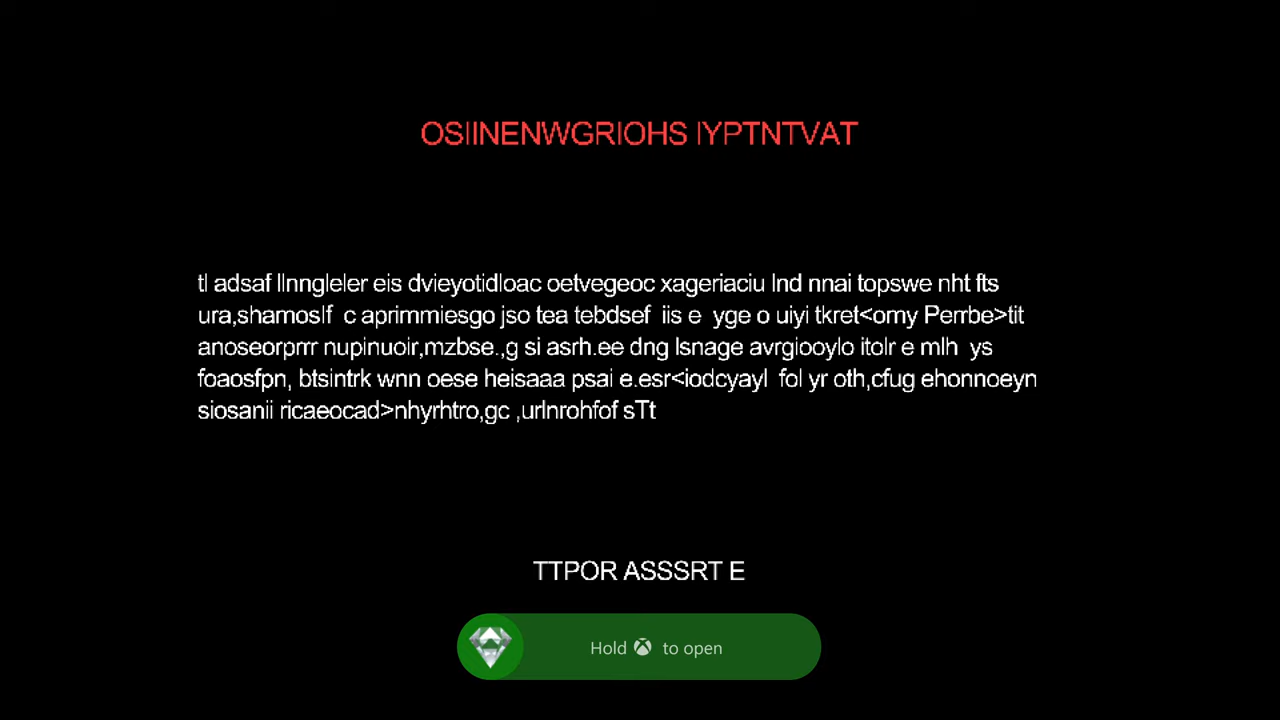 OSIINENWGRIOHS IYPTNTVAT
tl adsaf llnngleler eis dvieyotidloac oetvegeoc xageriaciu lnd nnai topswe nht fts
ura,shamoslf  c aprimmiesgo jso tea tebdsef  iis e  yge o uiyi tkret<omy Perrbe>tit
anoseorprrr nupinuoir,mzbse.,g si asrh.ee dng lsnage avrgiooylo itolr e mlh  ys
foaosfpn, btsintrk wnn oese heisaaa psai e.esr<iodcyayl  fol yr oth,cfug ehonnoeyn
siosanii ricaeocad>nhyrhtro,gc ,urlnrohfof sTt
TTPOR ASSSRT E
Hold to open